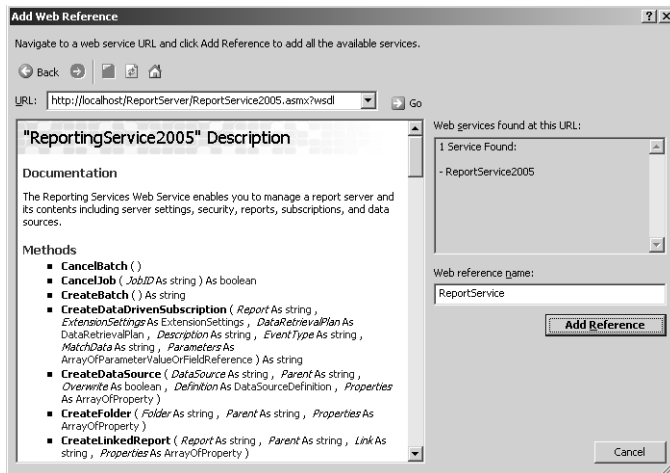 Add Web Reference
Navigate to a web service URL and click Add Reference to add all the available services.
Back
URL: http://localhost/ReportServer/ReportService2005.asmx?wsdl Go
"ReportingService2005" Description
Documentation
The Reporting Services Web Service enables you to manage a report server and
its contents including server settings, security, reports, subscriptions, and data
sources.
Methods
■ CancelBatch ( )
■ CancelJob ( JobID As string ) As boolean
■ CreateBatch ( ) As string
■ CreateDataDrivenSubscription ( Report As string ,
ExtensionSettings As ExtensionSettings , DataRetrievalPlan As
DataRetrievalPlan , Description As string , EventType As string ,
MatchData As string , Parameters As
ArrayOfParameterValueOrFieldReference ) As string
■ CreateDataSource ( DataSource As string , Parent As string ,
Overwrite As boolean , Definition As DataSourceDefinition , Properties
As ArrayOfProperty )
■ CreateFolder ( Folder As string , Parent As string , Properties As
ArrayOfProperty )
■ CreateLinkedReport ( Report As string , Parent As string , Link As
string , Properties As ArrayOfProperty )
Web services found at this URL:
1 Service Found:
- ReportService2005
Web reference name:
ReportService
Add Reference
Cancel